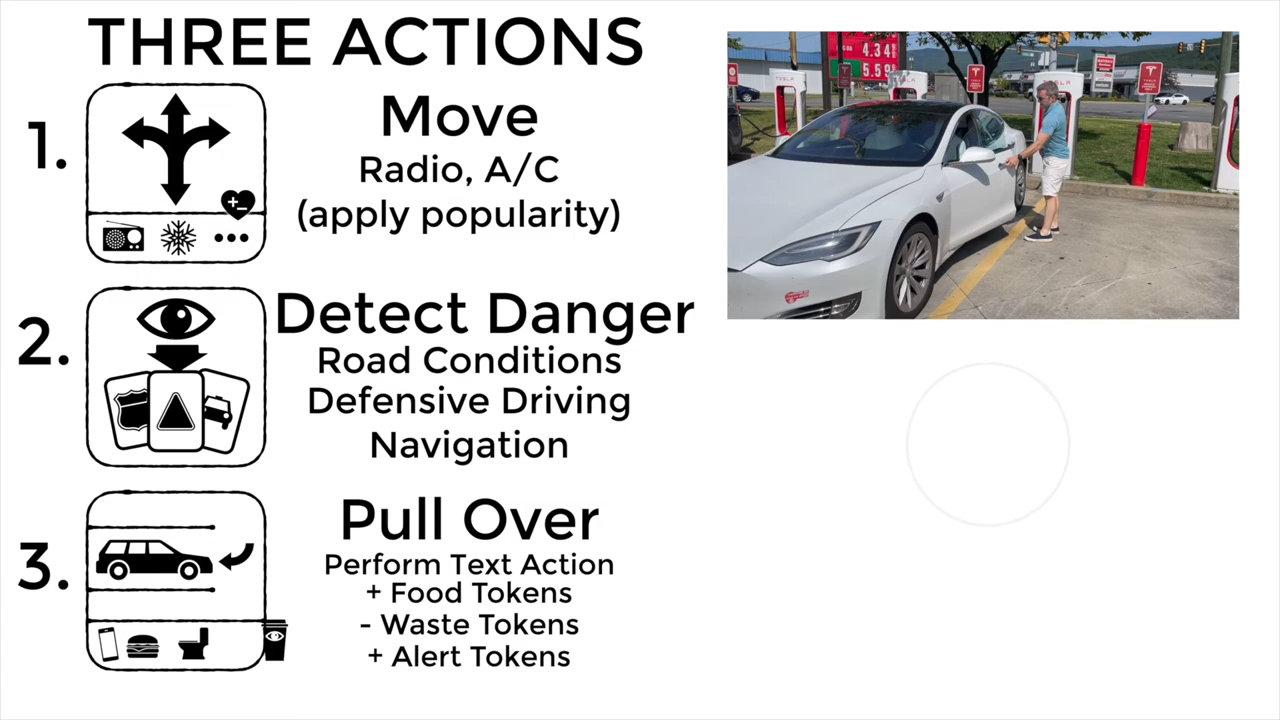 THREE ACTIONS
1.
Move
Radio, A/C
(apply popularity)
2.
Detect Danger
Road Conditions
Defensive Driving
Navigation
3.
Pull Over
Perform Text Action
+ Food Tokens
- Waste Tokens
+ Alert Tokens
4.34
5.59
TESLA